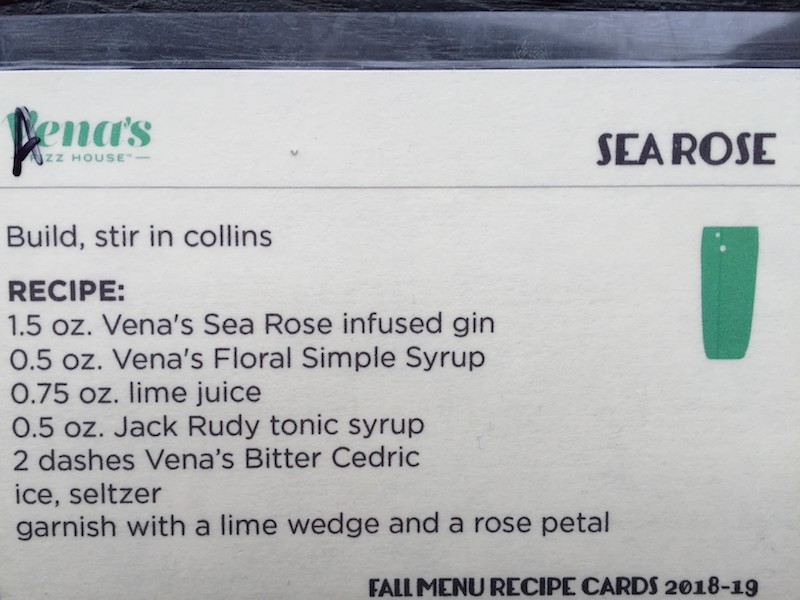 Vena's
FIZZ HOUSE™
A
SEA ROSE
Build, stir in collins
RECIPE:
1.5 oz. Vena's Sea Rose infused gin
0.5 oz. Vena's Floral Simple Syrup
0.75 oz. lime juice
0.5 oz. Jack Rudy tonic syrup
2 dashes Vena's Bitter Cedric
ice, seltzer
garnish with a lime wedge and a rose petal
FALL MENU RECIPE CARDS 2018-19